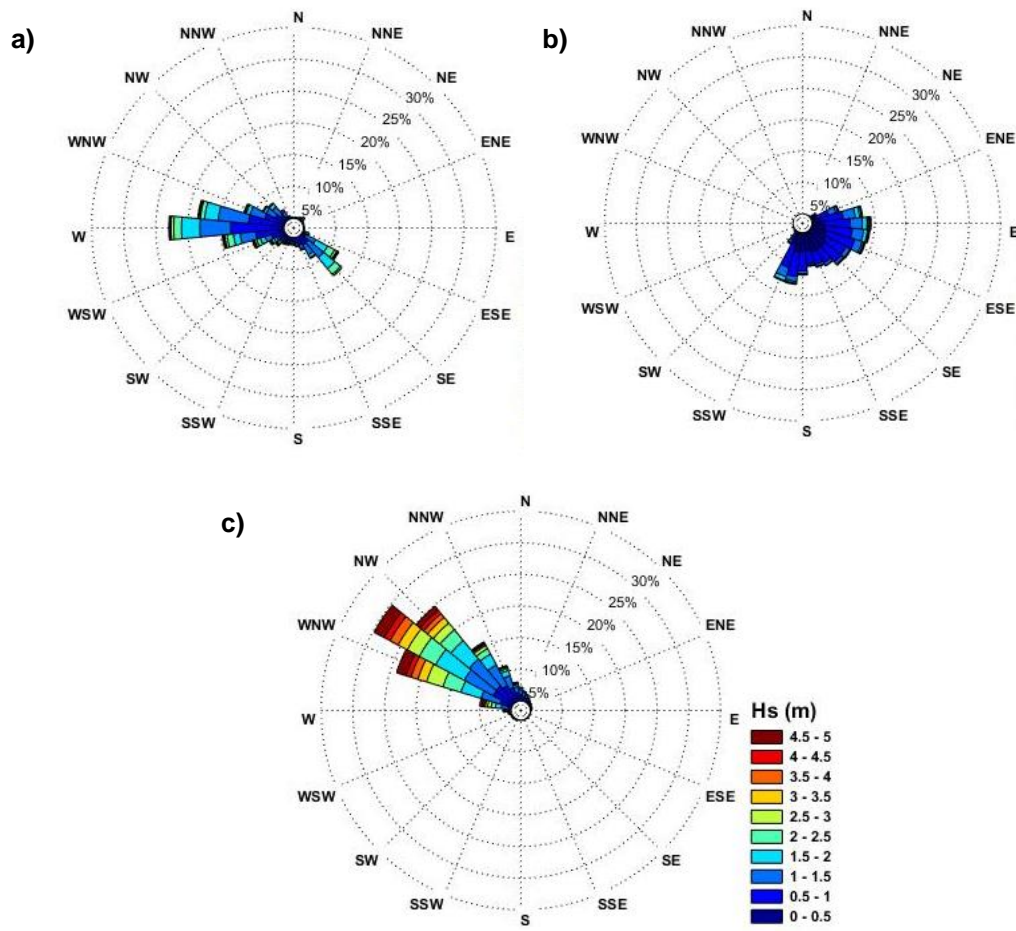 a)
N
NNW
NNE
NW
NE
30%
25%
WNW
20%
ENE
15%
10%
5%
W
E
WSW
ESE
SW
SE
SSW
SSE
S
b)
N
NNW
NNE
NW
NE
30%
25%
WNW
20%
ENE
15%
10%
5%
W
E
WSW
ESE
SW
SE
SSW
SSE
S
c)
N
NNW
NNE
NW
NE
30%
25%
WNW
20%
ENE
15%
10%
5%
W
E
WSW
ESE
SW
SE
SSW
SSE
S
Hs (m)
4.5 - 5
4 - 4.5
3.5 - 4
3 - 3.5
2.5 - 3
2 - 2.5
1.5 - 2
1 - 1.5
0.5 - 1
0 - 0.5